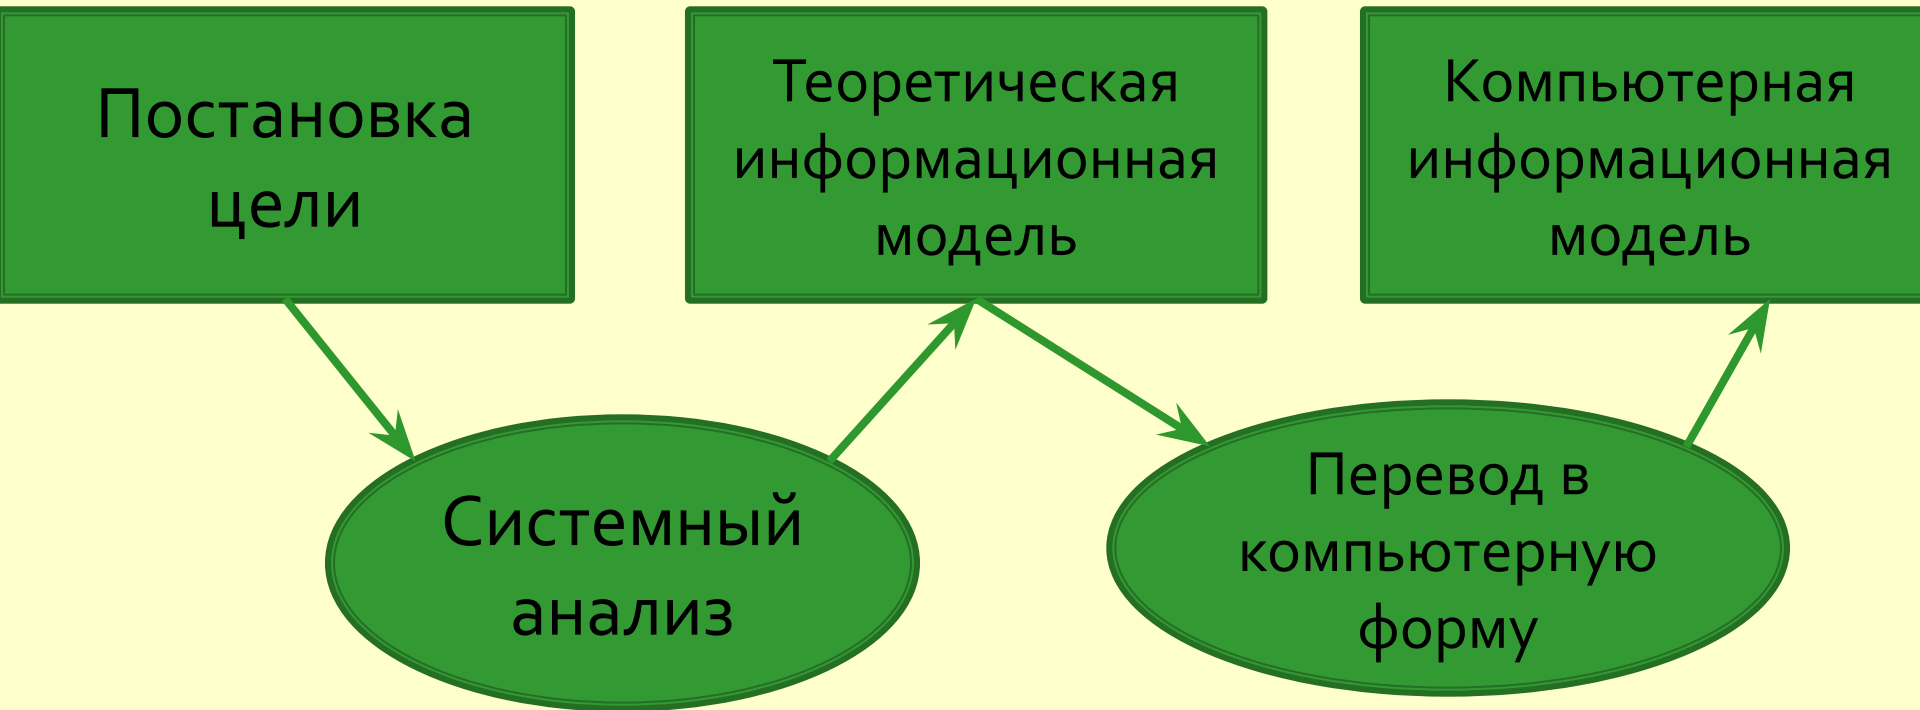 Постановка
цели
Теоретическая
информационная
модель
Компьютерная
информационная
модель
Системный
анализ
Перевод в
компьютерную
форму